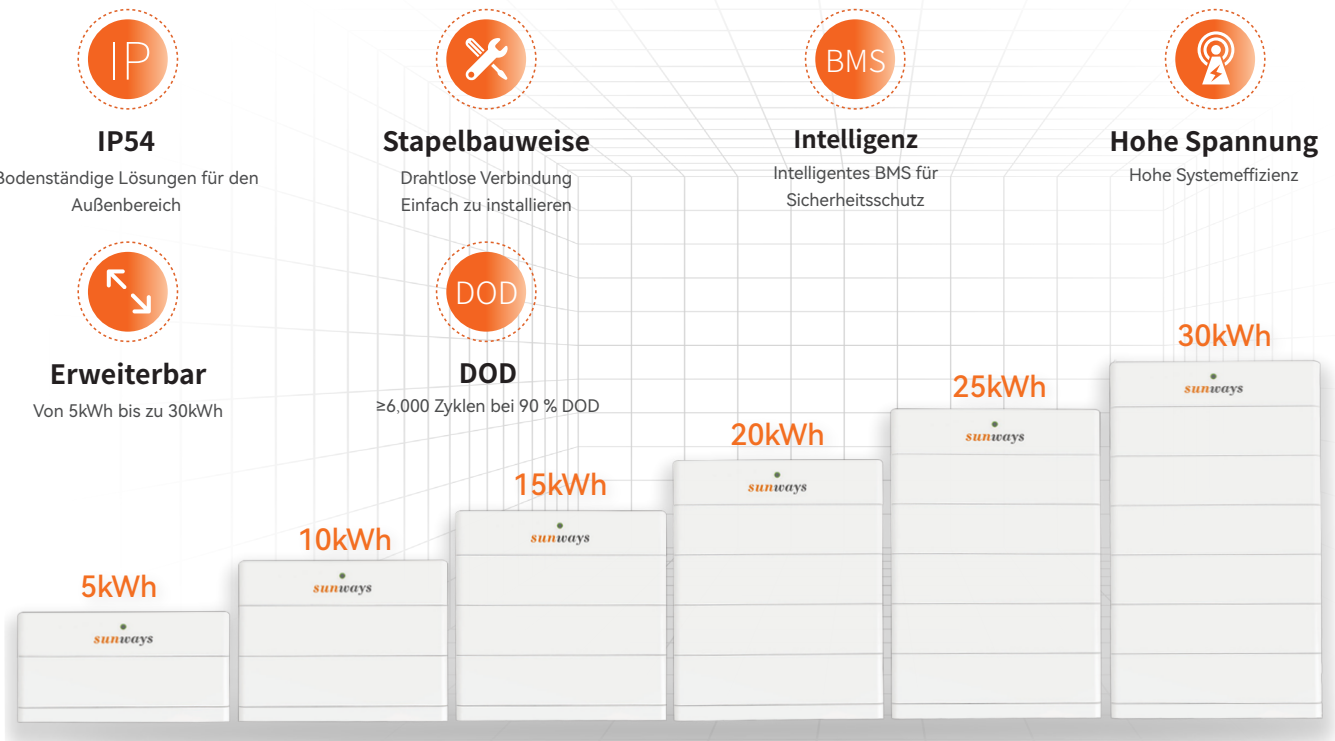 IP
IP54
Bodenständige Lösungen für den
Außenbereich
Stapelbauweise
Drahtlose Verbindung
Einfach zu installieren
BMS
Intelligenz
Intelligentes BMS für
Sicherheitsschutz
Hohe Spannung
Hohe Systemeffizienz
Erweiterbar
Von 5kWh bis zu 30kWh
DOD
DOD
≥6,000 Zyklen bei 90 % DOD
5kWh
sunways
10kWh
sunways
15kWh
sunways
20kWh
sunways
25kWh
sunways
30kWh
sunways